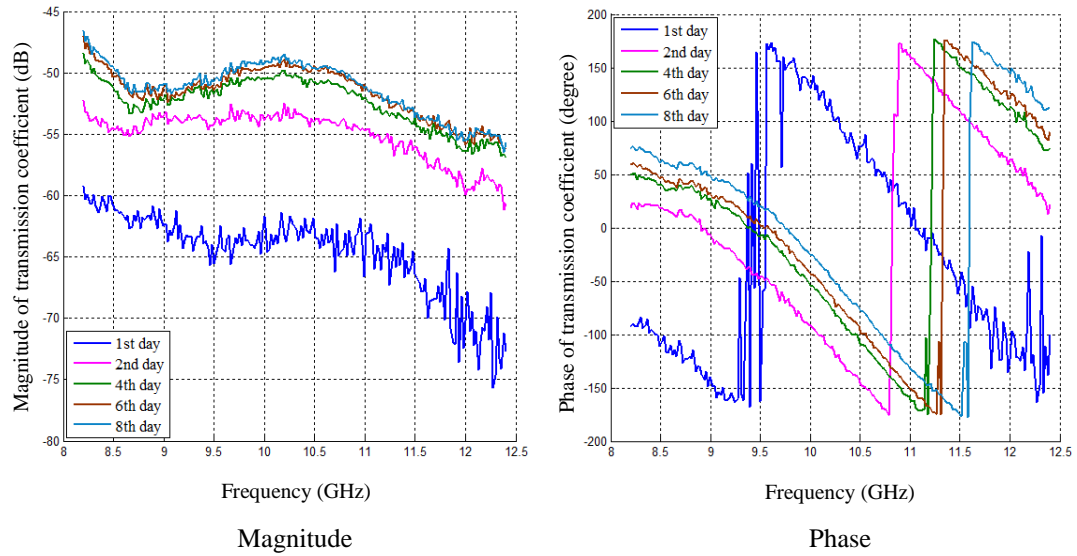 Magnitude of transmission coefficient (dB)
-45
-50
-55
-60
-65
-70
-75
-80
1st day
2nd day
4th day
6th day
8th day
8 8.5 9 9.5 10 10.5 11 11.5 12 12.5
Frequency (GHz)
Magnitude
Phase of transmission coefficient (degree)
200
150
100
50
0
-50
-100
-150
-200
1st day
2nd day
4th day
6th day
8th day
8 8.5 9 9.5 10 10.5 11 11.5 12 12.5
Frequency (GHz)
Phase